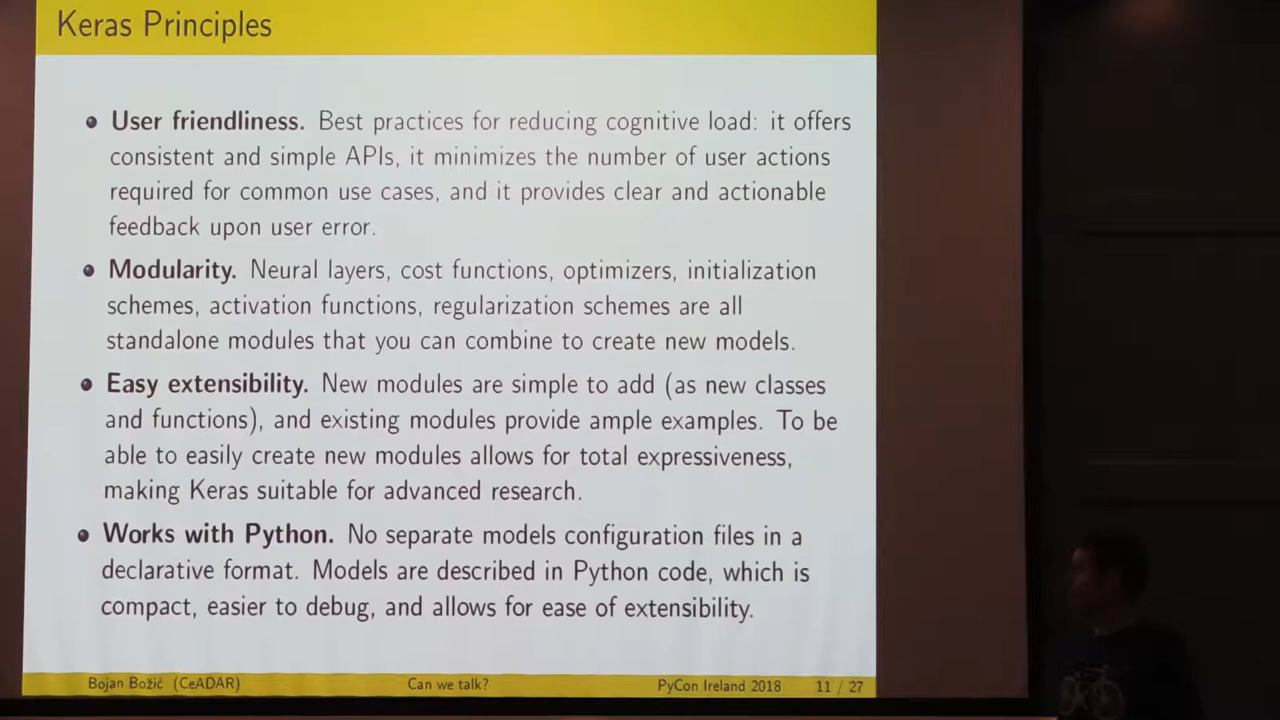 Keras Principles
User friendliness. Best practices for reducing cognitive load: it offers
consistent and simple APIs, it minimizes the number of user actions
required for common use cases, and it provides clear and actionable
feedback upon user error.
Modularity. Neural layers, cost functions, optimizers, initialization
schemes, activation functions, regularization schemes are all
standalone modules that you can combine to create new models.
Easy extensibility. New modules are simple to add (as new classes
and functions), and existing modules provide ample examples. To be
able to easily create new modules allows for total expressiveness,
making Keras suitable for advanced research.
Works with Python. No separate models configuration files in a
declarative format. Models are described in Python code, which is
compact, easier to debug, and allows for ease of extensibility.
Bojan Božić (CeADAR) Can we talk? PyCon Ireland 2018 11 / 27